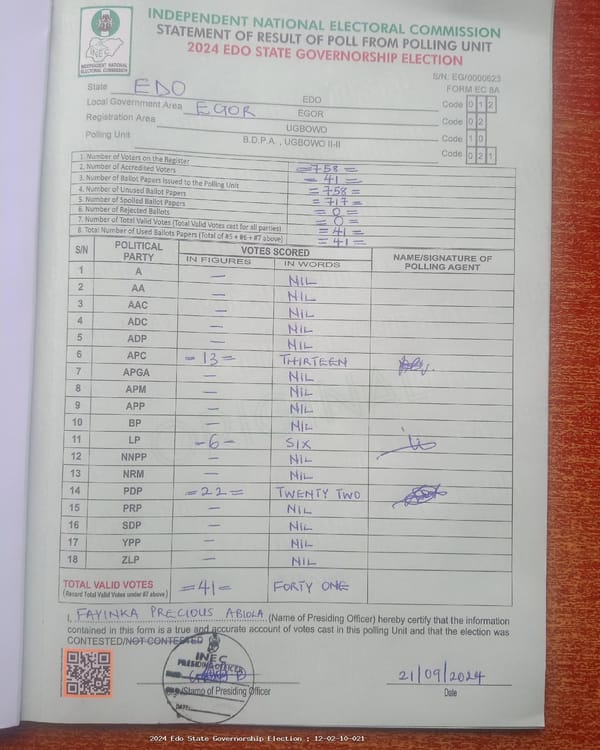 INDEPENDENT NATIONAL ELECTORAL COMMISSION
STATEMENT OF RESULT OF POLL FROM POLLING UNIT
2024 EDO STATE GOVERNORSHIP ELECTION
INEC
INDEPENDENT NATIONAL
ELECTORAL COMMISSION
S/N: EG/0000623
FORM EC 8A
State EDO EDO Code 0 1 2
Local Government Area EGOR EGOR Code 0 2
Registration Area UGBOWO Code 1 0
Polling Unit B.D.P.A., UGBOWO II-II Code 0 2 1
1. Number of Voters on the Register =758=
2. Number of Accredited Voters =41=
3. Number of Ballot Papers Issued to the Polling Unit =758=
4. Number of Unused Ballot Papers =717=
5. Number of Spoiled Ballot Papers =0=
6. Number of Rejected Ballots =0=
7. Number of Total Valid Votes (Total Valid Votes cast for all parties) =41=
8. Total Number of Used Ballots Papers (Total of #5 + #6 + #7 above) =41=
S/N POLITICAL PARTY VOTES SCORED NAME/SIGNATURE OF POLLING AGENT
IN FIGURES IN WORDS
1 A — NIL
2 AA — NIL
3 AAC — NIL
4 ADC — NIL
5 ADP — NIL
6 APC =13= THIRTEEN
7 APGA — NIL
8 APM — NIL
9 APP — NIL
10 BP — NIL
11 LP -6- SIX
12 NNPP — NIL
13 NRM — NIL
14 PDP =22= TWENTY TWO
15 PRP — NIL
16 SDP — NIL
17 YPP — NIL
18 ZLP — NIL
TOTAL VALID VOTES =41= FORTY ONE
(Record Total Valid Votes under #7 above)
I, FAYINKA PRECIOUS ABIOLA (Name of Presiding Officer) hereby certify that the information
contained in this form is a true and accurate account of votes cast in this polling Unit and that the election was
CONTESTED/NOT CONTESTED
INEC
PRESIDING OFFICER
21/09/2024
/Stamp of Presiding Officer Date
DATE:
2024 Edo State Governorship Election : 12-02-10-021